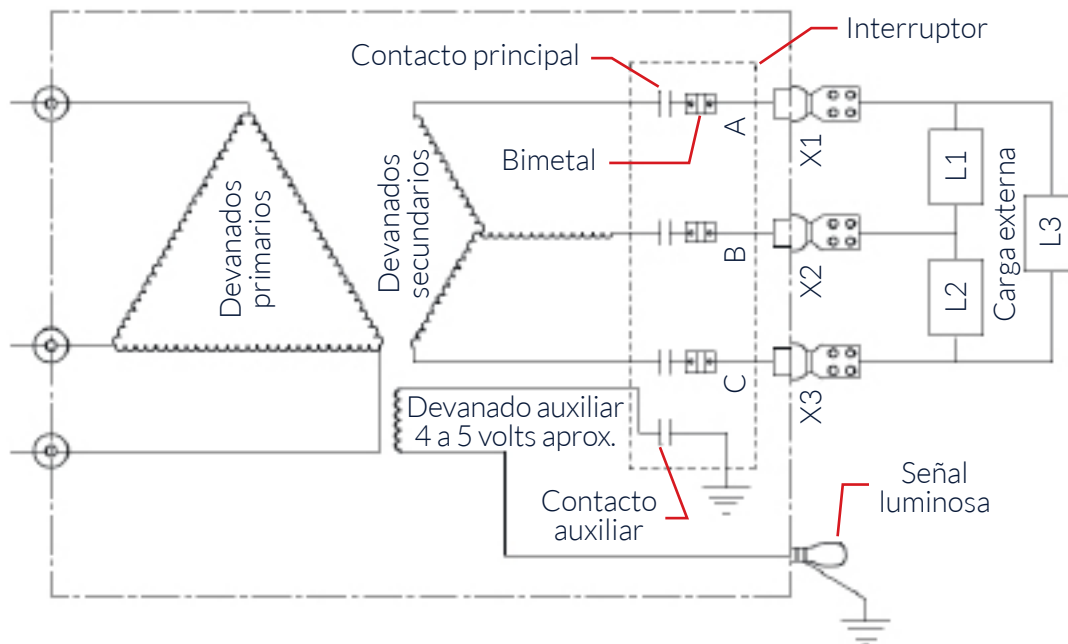 Interruptor
Contacto principal
Bimetal
Devanados
primarios
Devanados
secundarios
A
B
C
X1
X2
X3
L1
L2
L3
Carga externa
Devanado auxiliar
4 a 5 volts aprox.
Contacto
auxiliar
Señal
luminosa